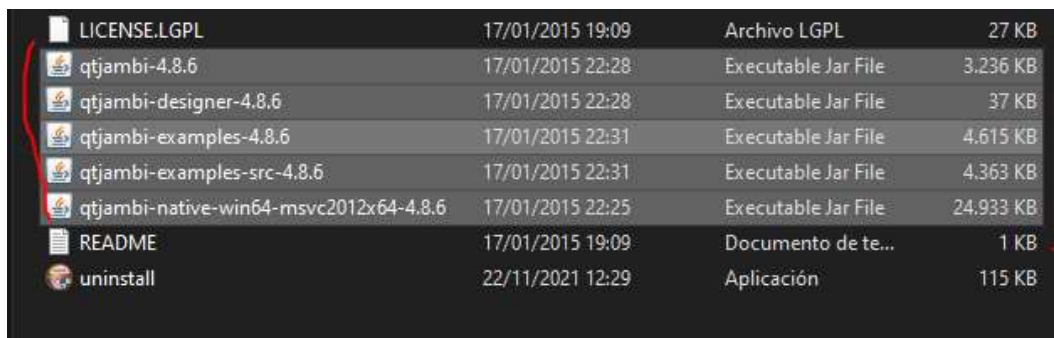 LICENSE.LGPL 17/01/2015 19:09 Archivo LGPL 27 KB
qtjambi-4.8.6 17/01/2015 22:28 Executable Jar File 3.236 KB
qtjambi-designer-4.8.6 17/01/2015 22:28 Executable Jar File 37 KB
qtjambi-examples-4.8.6 17/01/2015 22:31 Executable Jar File 4.615 KB
qtjambi-examples-src-4.8.6 17/01/2015 22:31 Executable Jar File 4.363 KB
qtjambi-native-win64-msvc2012x64-4.8.6 17/01/2015 22:25 Executable Jar File 24.933 KB
README 17/01/2015 19:09 Documento de te... 1 KB
uninstall 22/11/2021 12:29 Aplicación 115 KB